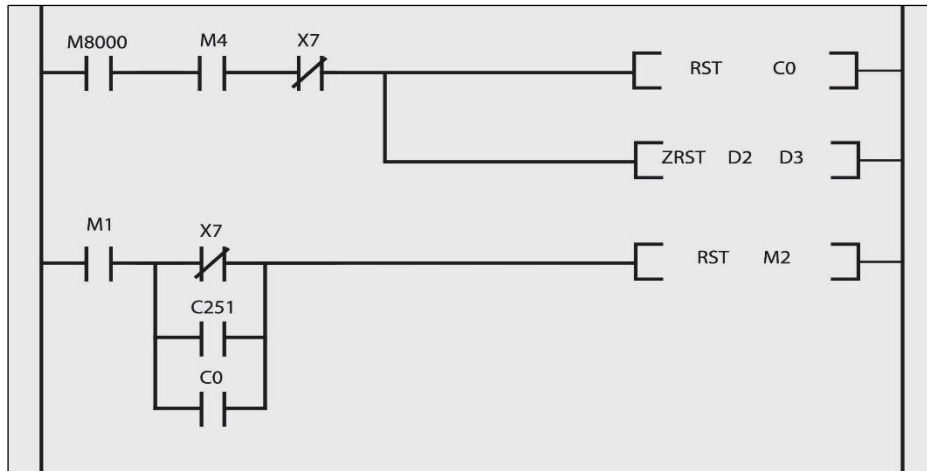 M8000 M4 X7
RST C0
ZRST D2 D3
M1 X7
RST M2
C251
C0